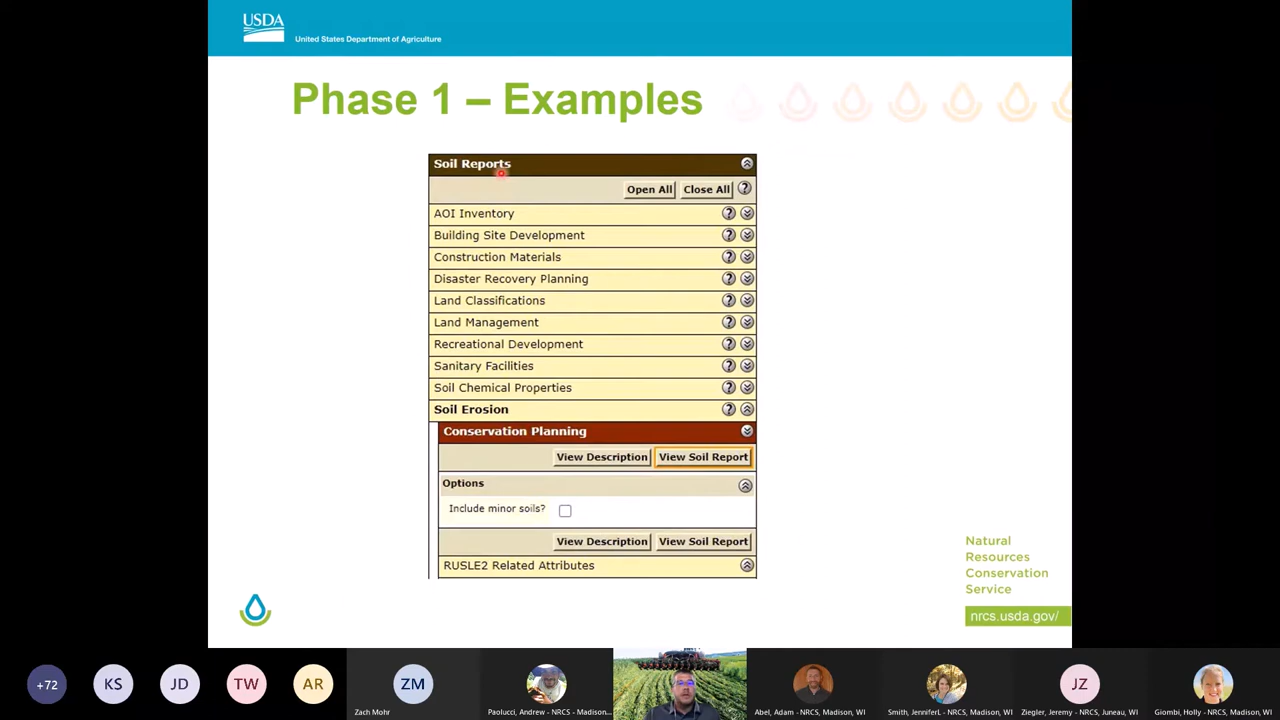 USDA
United States Department of Agriculture
Phase 1 – Examples
Soil Reports
Open All Close All ?
AOI Inventory ?
Building Site Development ?
Construction Materials ?
Disaster Recovery Planning ?
Land Classifications ?
Land Management ?
Recreational Development ?
Sanitary Facilities ?
Soil Chemical Properties ?
Soil Erosion ?
Conservation Planning
View Description View Soil Report
Options
Include minor soils?
View Description View Soil Report
RUSLE2 Related Attributes
Natural
Resources
Conservation
Service
nrcs.usda.gov/
+72 KS JD TW AR ZM JZ
Zach Mohr Paolucci, Andrew - NRCS - Madison,... Abel, Adam - NRCS, Madison, WI Smith, JenniferL - NRCS, Madison, WI Ziegler, Jeremy - NRCS, Juneau, WI Giombi, Holly - NRCS, Madison, WI